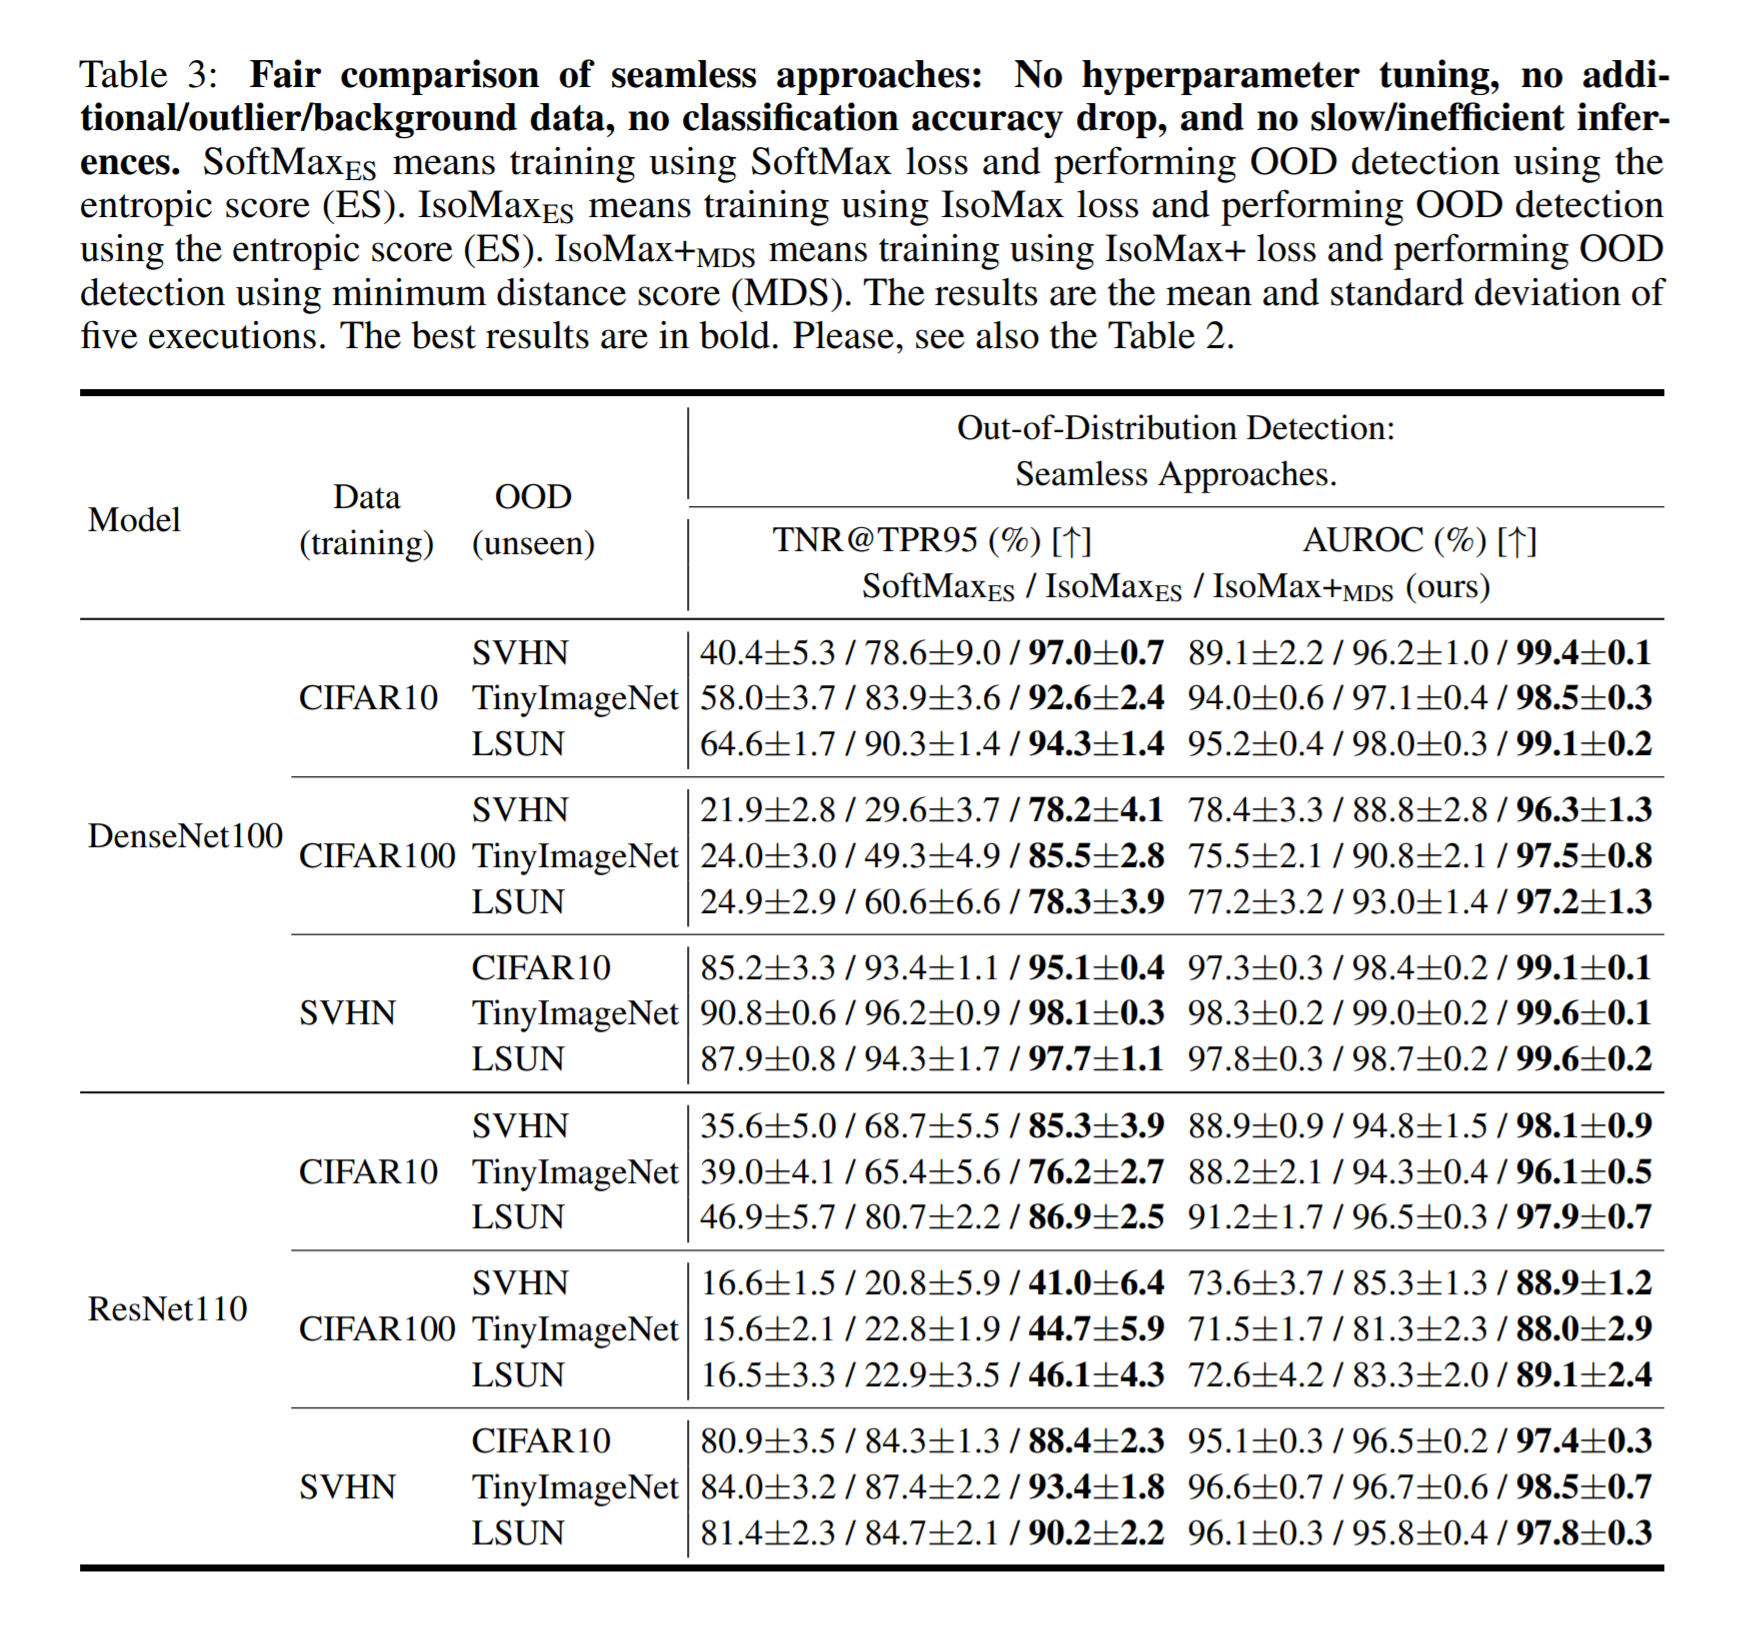 Table 3: Fair comparison of seamless approaches: No hyperparameter tuning, no addi-
tional/outlier/background data, no classification accuracy drop, and no slow/inefficient infer-
ences. SoftMaxES means training using SoftMax loss and performing OOD detection using the
entropic score (ES). IsoMaxES means training using IsoMax loss and performing OOD detection
using the entropic score (ES). IsoMax+MDS means training using IsoMax+ loss and performing OOD
detection using minimum distance score (MDS). The results are the mean and standard deviation of
five executions. The best results are in bold. Please, see also the Table 2.
Out-of-Distribution Detection:
Seamless Approaches.
Model
Data
(training)
OOD
(unseen)
TNR@TPR95 (%) [↑] AUROC (%) [↑]
SoftMaxES / IsoMaxES / IsoMax+MDS (ours)
DenseNet100
CIFAR10
SVHN 40.4±5.3 / 78.6±9.0 / 97.0±0.7 89.1±2.2 / 96.2±1.0 / 99.4±0.1
TinyImageNet 58.0±3.7 / 83.9±3.6 / 92.6±2.4 94.0±0.6 / 97.1±0.4 / 98.5±0.3
LSUN 64.6±1.7 / 90.3±1.4 / 94.3±1.4 95.2±0.4 / 98.0±0.3 / 99.1±0.2
CIFAR100
SVHN 21.9±2.8 / 29.6±3.7 / 78.2±4.1 78.4±3.3 / 88.8±2.8 / 96.3±1.3
TinyImageNet 24.0±3.0 / 49.3±4.9 / 85.5±2.8 75.5±2.1 / 90.8±2.1 / 97.5±0.8
LSUN 24.9±2.9 / 60.6±6.6 / 78.3±3.9 77.2±3.2 / 93.0±1.4 / 97.2±1.3
SVHN
CIFAR10 85.2±3.3 / 93.4±1.1 / 95.1±0.4 97.3±0.3 / 98.4±0.2 / 99.1±0.1
TinyImageNet 90.8±0.6 / 96.2±0.9 / 98.1±0.3 98.3±0.2 / 99.0±0.2 / 99.6±0.1
LSUN 87.9±0.8 / 94.3±1.7 / 97.7±1.1 97.8±0.3 / 98.7±0.2 / 99.6±0.2
ResNet110
CIFAR10
SVHN 35.6±5.0 / 68.7±5.5 / 85.3±3.9 88.9±0.9 / 94.8±1.5 / 98.1±0.9
TinyImageNet 39.0±4.1 / 65.4±5.6 / 76.2±2.7 88.2±2.1 / 94.3±0.4 / 96.1±0.5
LSUN 46.9±5.7 / 80.7±2.2 / 86.9±2.5 91.2±1.7 / 96.5±0.3 / 97.9±0.7
CIFAR100
SVHN 16.6±1.5 / 20.8±5.9 / 41.0±6.4 73.6±3.7 / 85.3±1.3 / 88.9±1.2
TinyImageNet 15.6±2.1 / 22.8±1.9 / 44.7±5.9 71.5±1.7 / 81.3±2.3 / 88.0±2.9
LSUN 16.5±3.3 / 22.9±3.5 / 46.1±4.3 72.6±4.2 / 83.3±2.0 / 89.1±2.4
SVHN
CIFAR10 80.9±3.5 / 84.3±1.3 / 88.4±2.3 95.1±0.3 / 96.5±0.2 / 97.4±0.3
TinyImageNet 84.0±3.2 / 87.4±2.2 / 93.4±1.8 96.6±0.7 / 96.7±0.6 / 98.5±0.7
LSUN 81.4±2.3 / 84.7±2.1 / 90.2±2.2 96.1±0.3 / 95.8±0.4 / 97.8±0.3